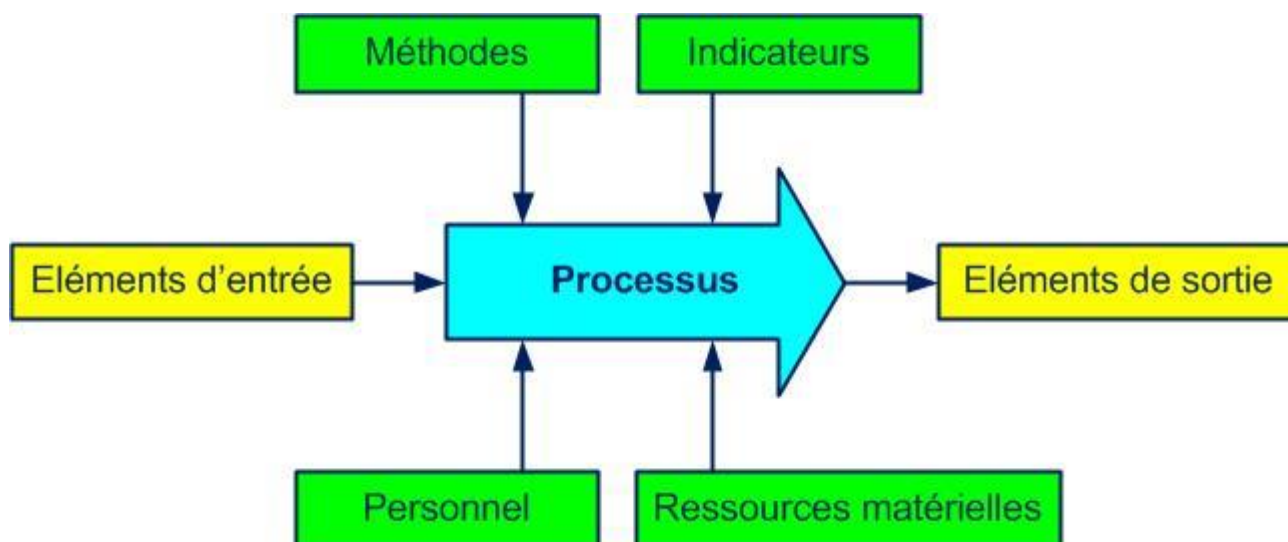 Méthodes
Indicateurs
Eléments d'entrée
Processus
Eléments de sortie
Personnel
Ressources matérielles